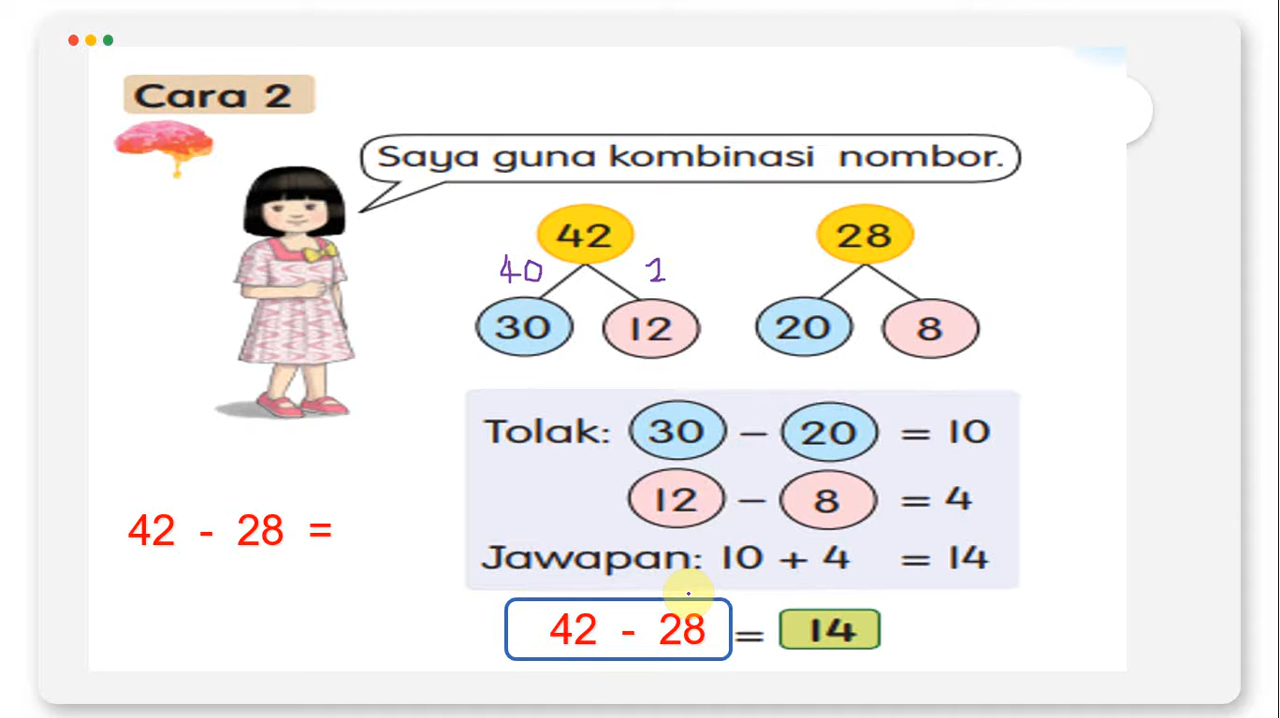 Cara 2
Saya guna kombinasi nombor.
42 28
40 2
30 12 20 8
Tolak: 30 - 20 = 10
12 - 8 = 4
42 - 28 =
Jawapan: 10 + 4 = 14
42 - 28 = 14